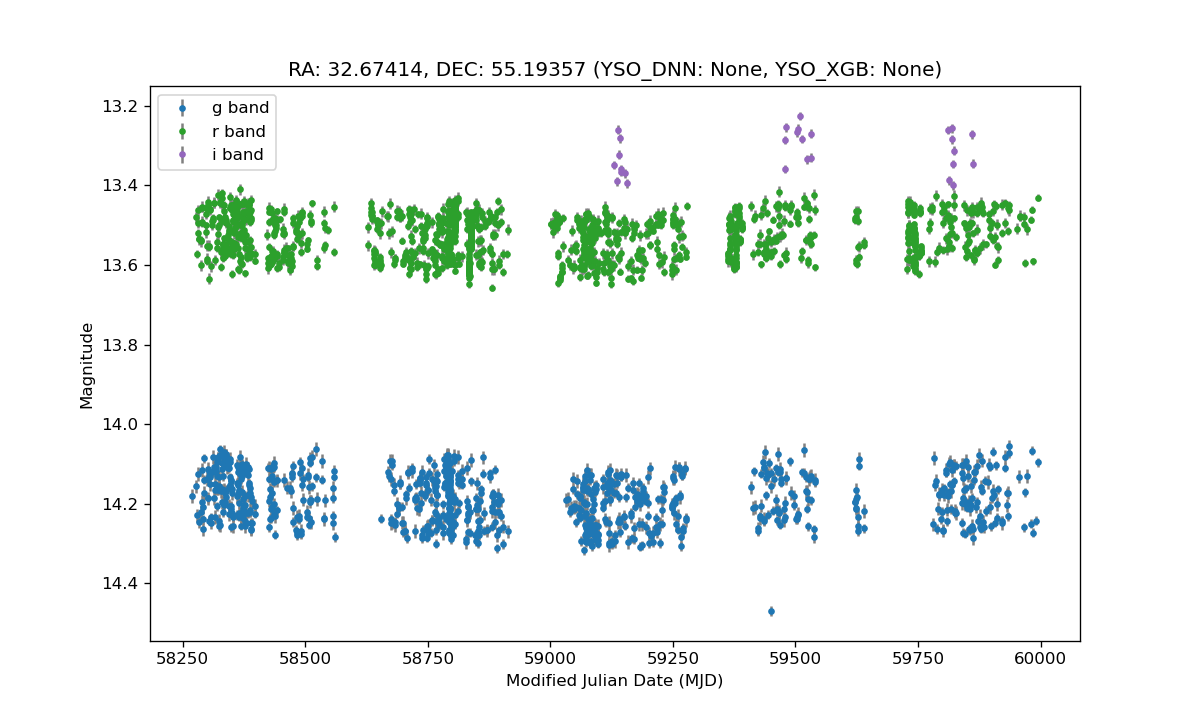 RA: 32.67414, DEC: 55.19357 (YSO_DNN: None, YSO_XGB: None)
g band
r band
i band
13.2
13.4
13.6
13.8
14.0
14.2
14.4
Magnitude
58250 58500 58750 59000 59250 59500 59750 60000
Modified Julian Date (MJD)